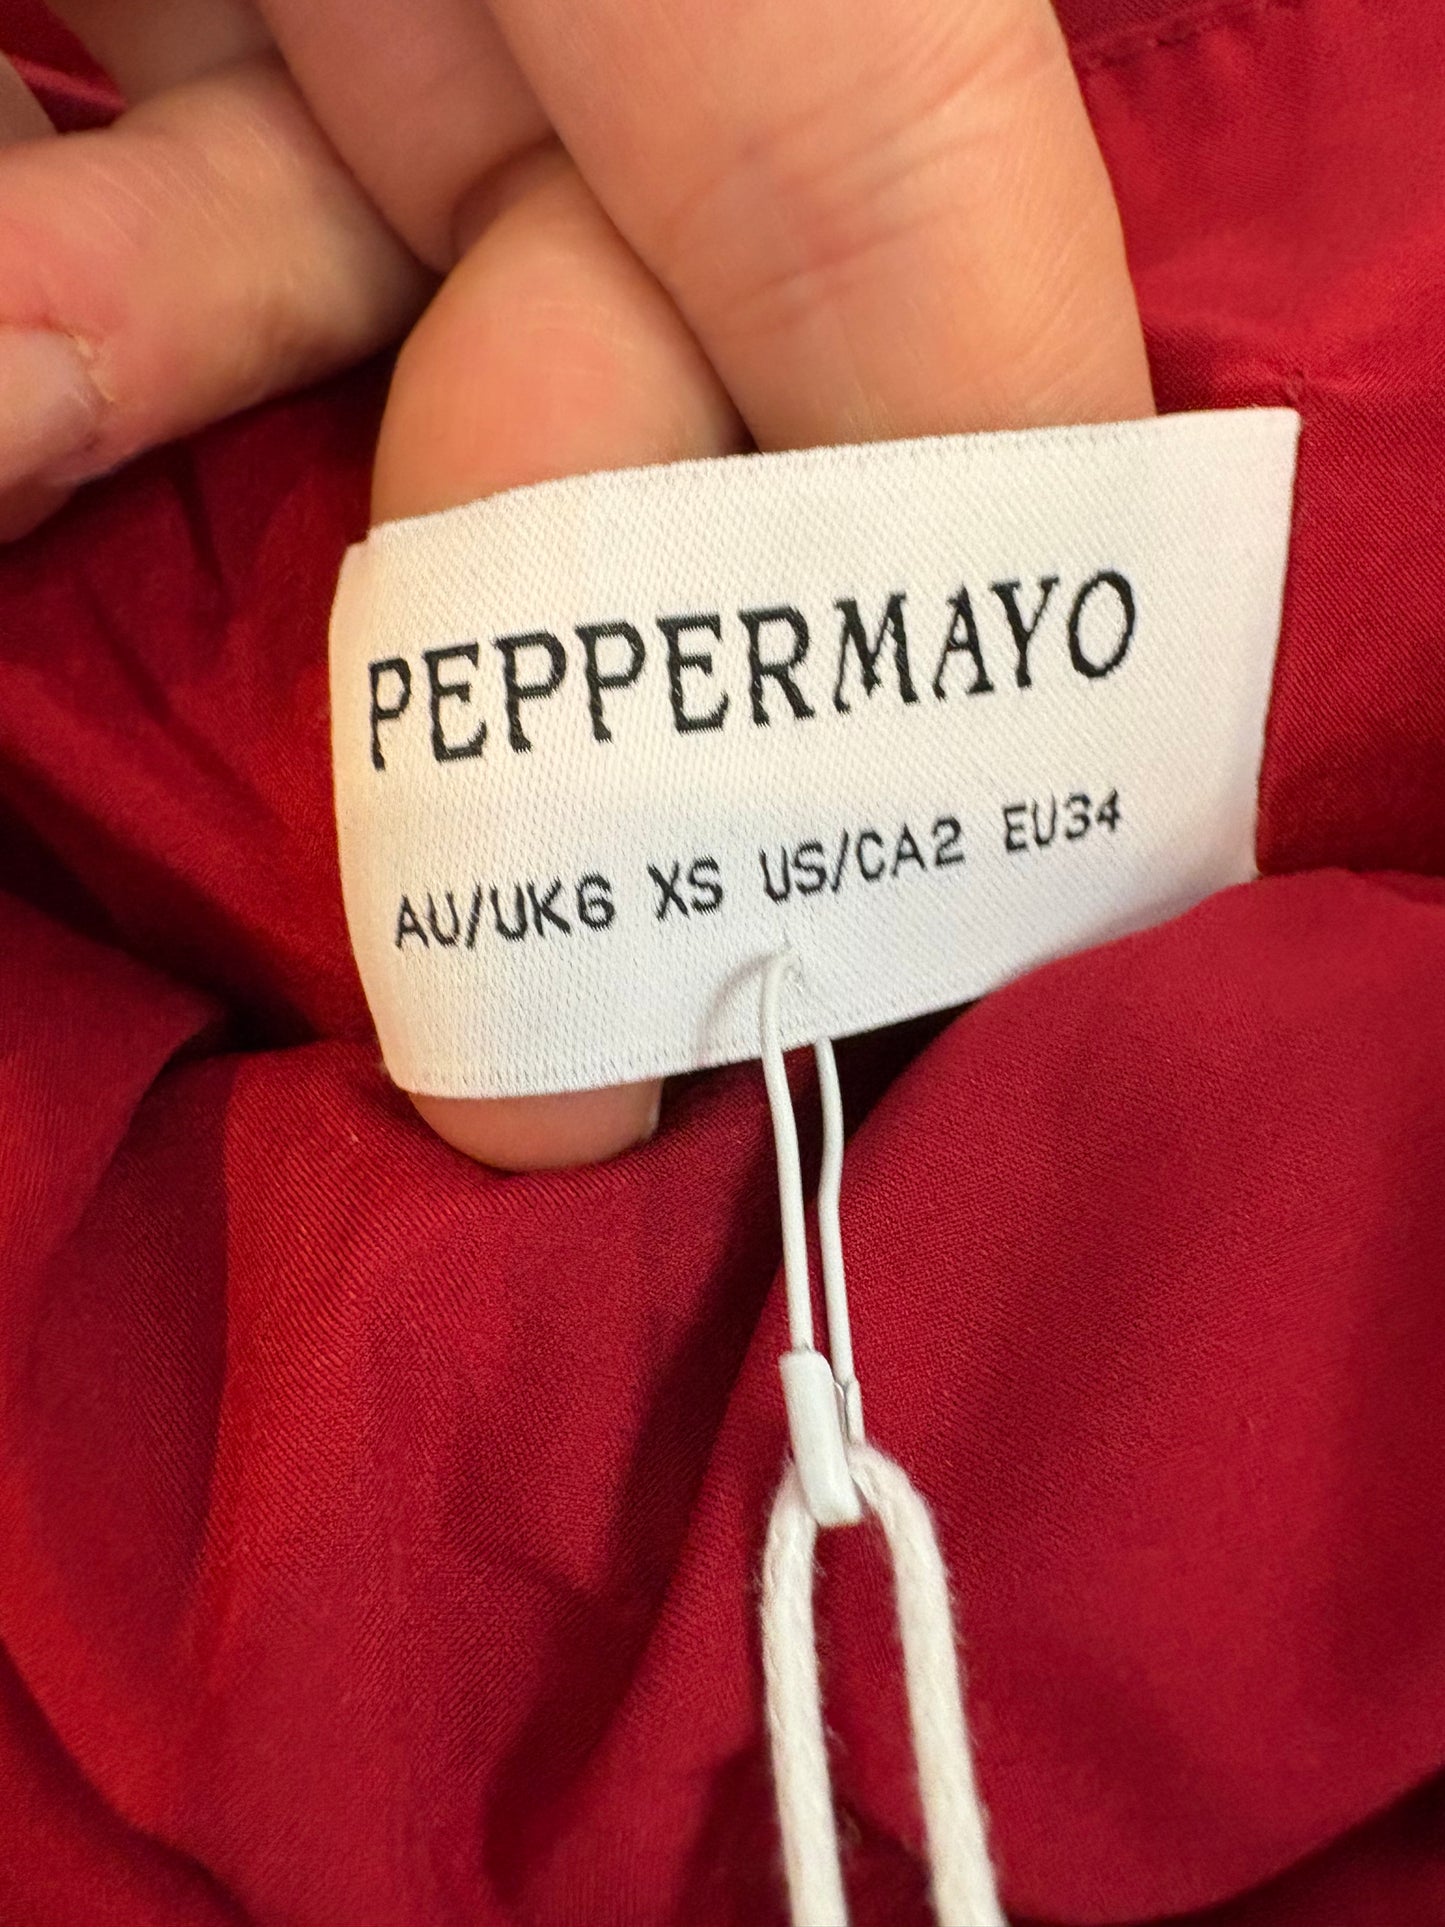 PEPPERMAYO
AU/UK6 XS US/CA2 EU34